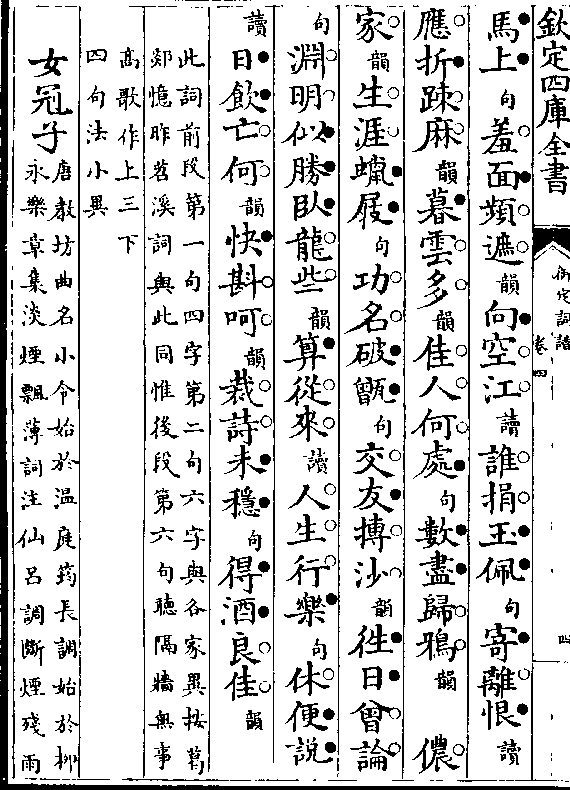 欽定四庫全書
御定詞譜
卷四
四
馬上句羞面頻遮韻向空江讀誰捐玉佩句寄離恨讀
應折疎麻韻暮雲多韻佳人何處句數盡歸鴉韻 儂
家韻生涯蠟屐句功名破甑句交友摶沙韻徃日曾論
句淵明似勝卧龍些韻算從來讀人生行樂句休便說
讀日飲亡何韻快斟呵韻裁詩未穩句得酒良佳韻
此詞前段第一句四字第二句六字與各家異按葛
郯憶昨苕溪詞與此同惟後段第六句聽隔牆無事
髙歌作上三下
四句法小異
女冠子
唐教坊曲名小令始於温庭筠長調始於柳
永樂章集淡煙飄薄詞注仙呂調斷煙殘雨